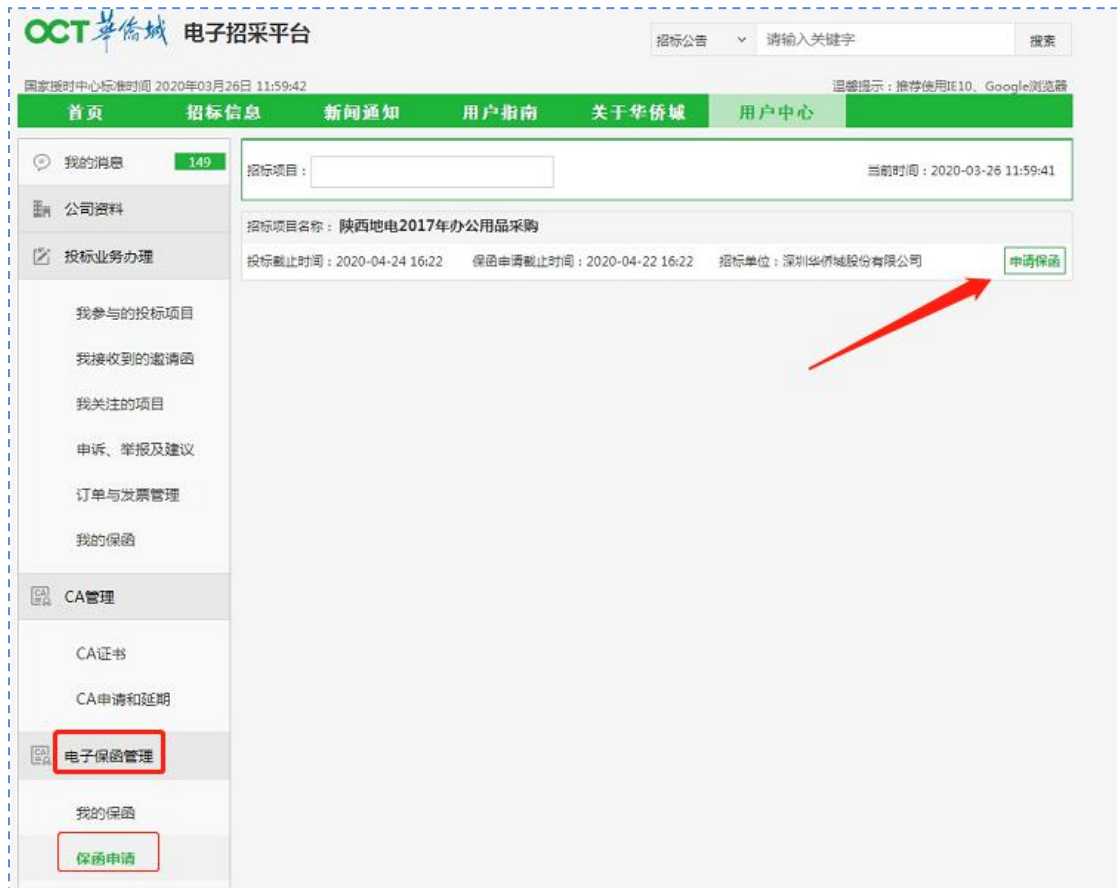 OCT 華僑城 电子招采平台
招标公告 请输入关键字 搜索
国家授时中心标准时间 2020年03月26日 11:59:42 温馨提示：推荐使用IE10、Google浏览器
首页 招标信息 新闻通知 用户指南 关于华侨城 用户中心
我的消息 149
招标项目： 当前时间：2020-03-26 11:59:41
公司资料
招标项目名称：陕西地电2017年办公用品采购
投标业务办理
投标截止时间：2020-04-24 16:22 保函申请截止时间：2020-04-22 16:22 招标单位：深圳华侨城股份有限公司 申请保函
我参与的投标项目
我接收到的邀请函
我关注的项目
申诉、举报及建议
订单与发票管理
我的保函
CA CA管理
CA证书
CA申请和延期
CA 电子保函管理
我的保函
保函申请